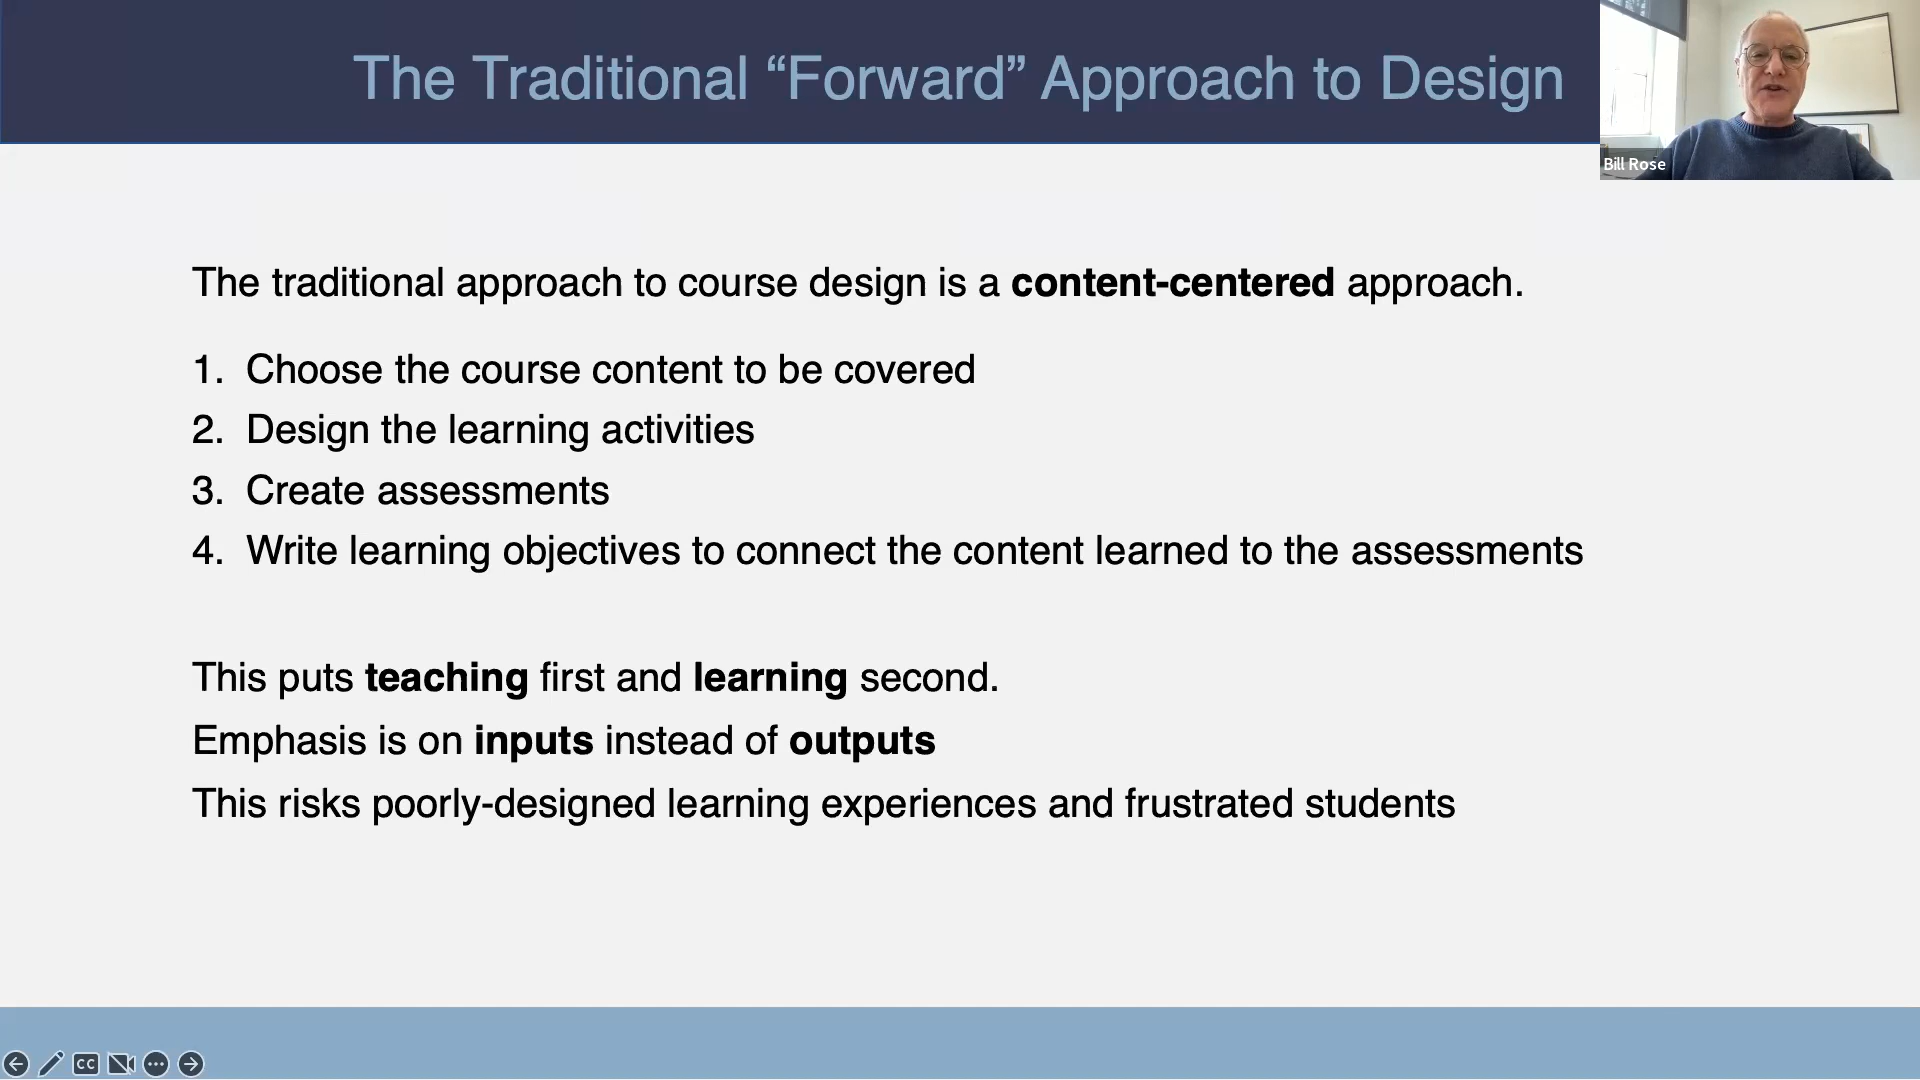 The Traditional “Forward” Approach to Design
Bill Rose
The traditional approach to course design is a content-centered approach.
1. Choose the course content to be covered
2. Design the learning activities
3. Create assessments
4. Write learning objectives to connect the content learned to the assessments
This puts teaching first and learning second.
Emphasis is on inputs instead of outputs
This risks poorly-designed learning experiences and frustrated students
CC